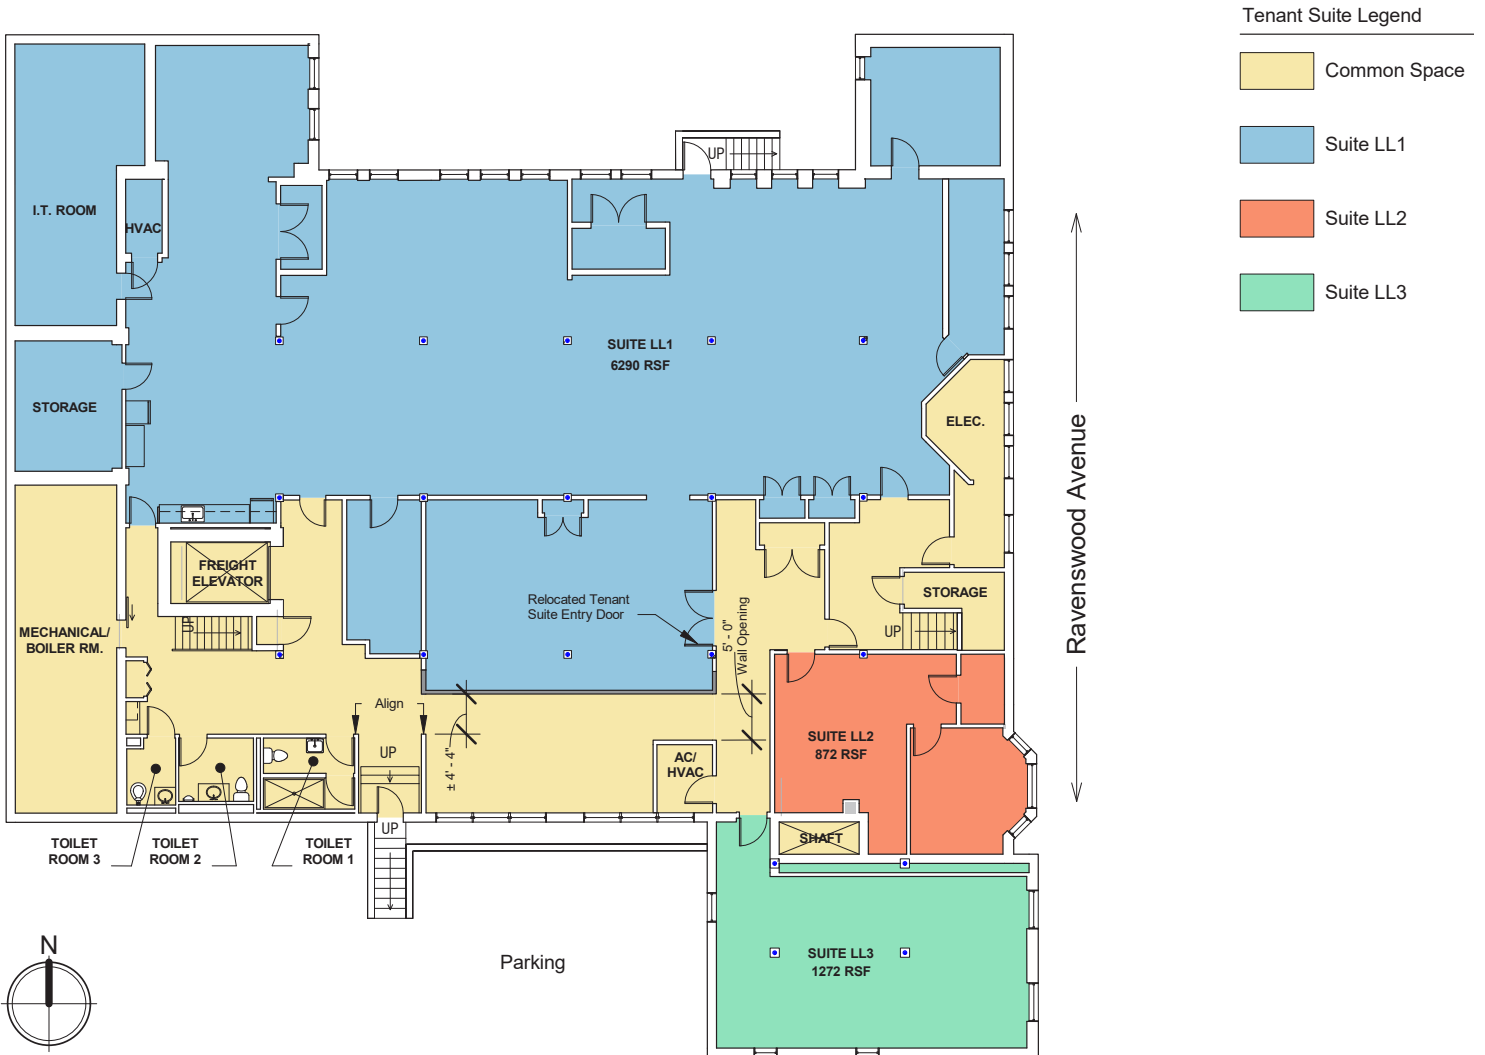 Tenant Suite Legend
Common Space
Suite LL1
Suite LL2
Suite LL3
UP
I.T. ROOM
HVAC
SUITE LL1
6290 RSF
STORAGE
ELEC.
Ravenswood Avenue
FREIGHT
ELEVATOR
Relocated Tenant
Suite Entry Door
STORAGE
MECHANICAL/
BOILER RM.
UP
UP
5' - 0"
Wall Opening
Align
UP
± 4' - 4"
AC/
HVAC
SUITE LL2
872 RSF
UP
SHAFT
TOILET
ROOM 3
TOILET
ROOM 2
TOILET
ROOM 1
N
Parking
SUITE LL3
1272 RSF